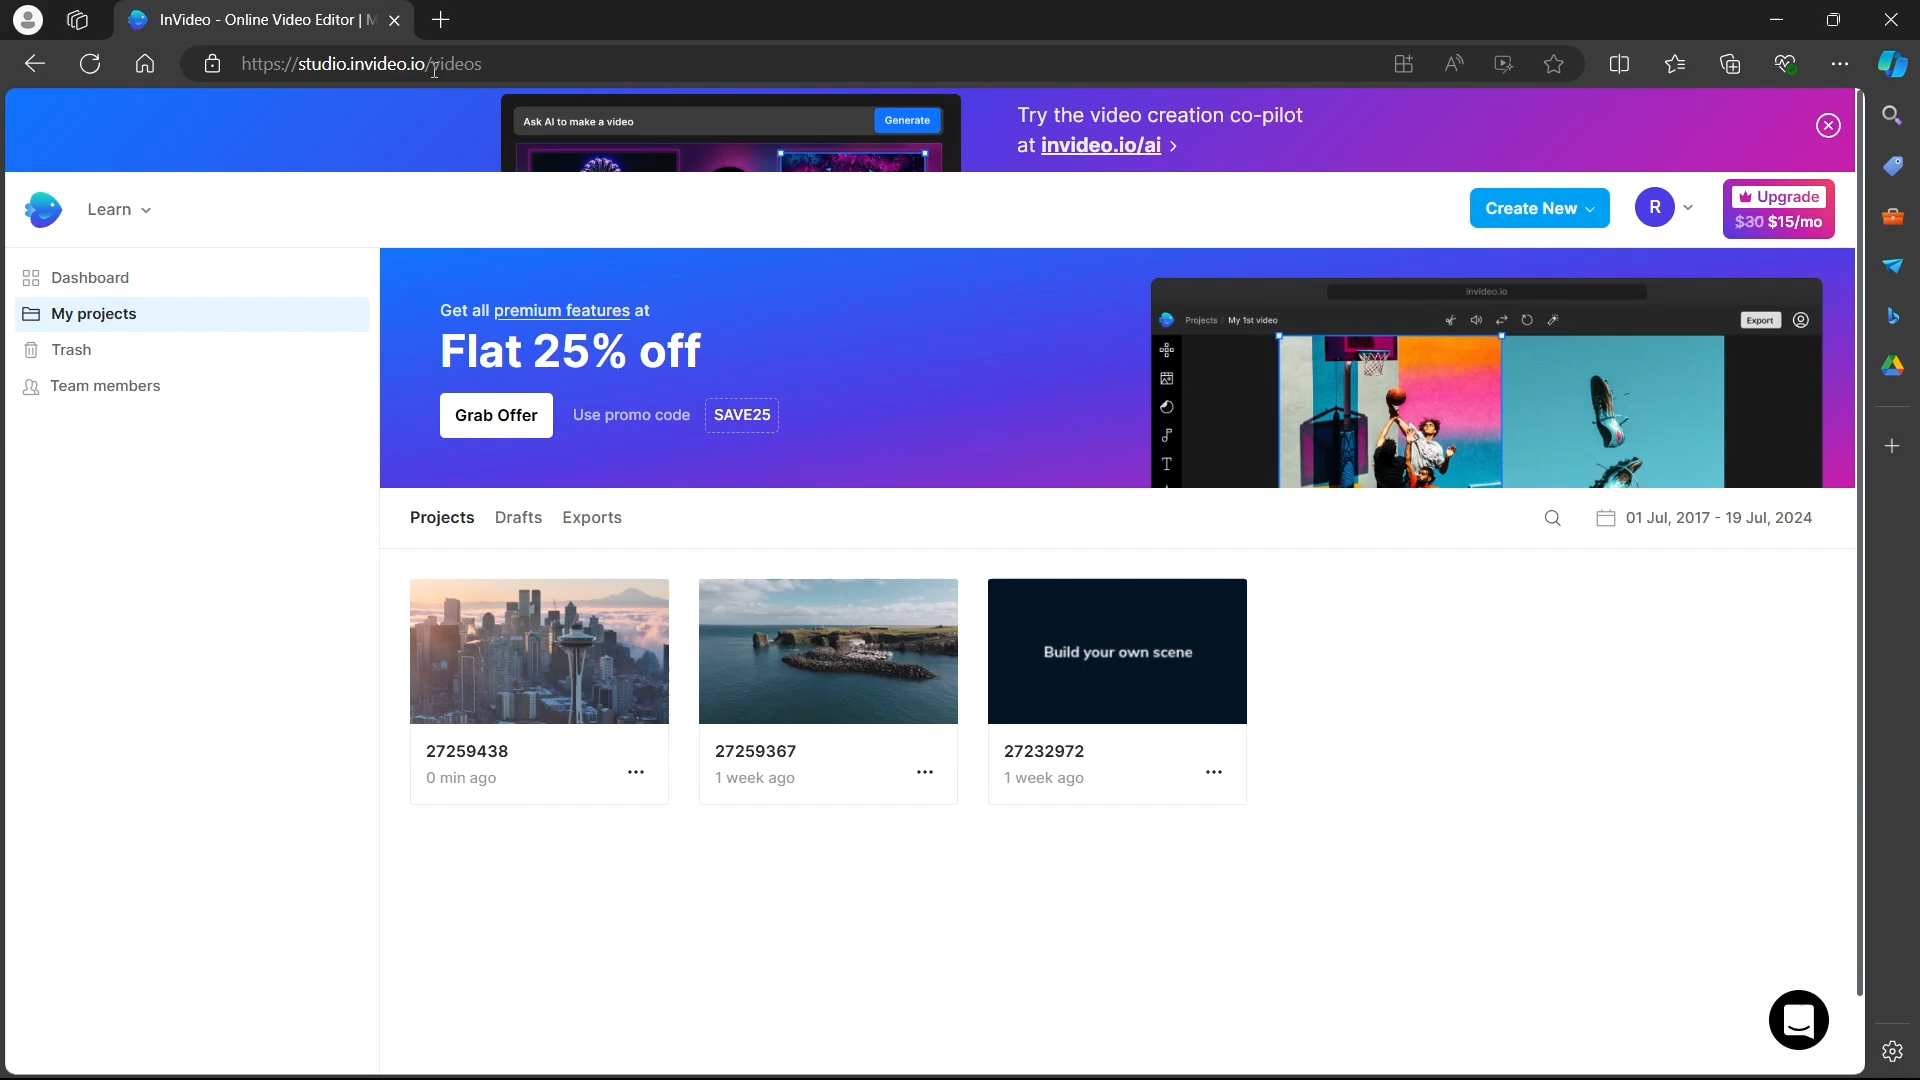 InVideo - Online Video Editor | M
https://studio.invideo.io/videos
Ask AI to make a video
Generate
Try the video creation co-pilot
at invideo.io/ai >
Learn
Create New
R
Upgrade
$30 $15/mo
Dashboard
My projects
Trash
Team members
Get all premium features at
Flat 25% off
Grab Offer
Use promo code
SAVE25
invideo.io
Projects / My 1st video
Export
T
Projects
Drafts
Exports
01 Jul, 2017 - 19 Jul, 2024
Build your own scene
27259438
0 min ago
27259367
1 week ago
27232972
1 week ago